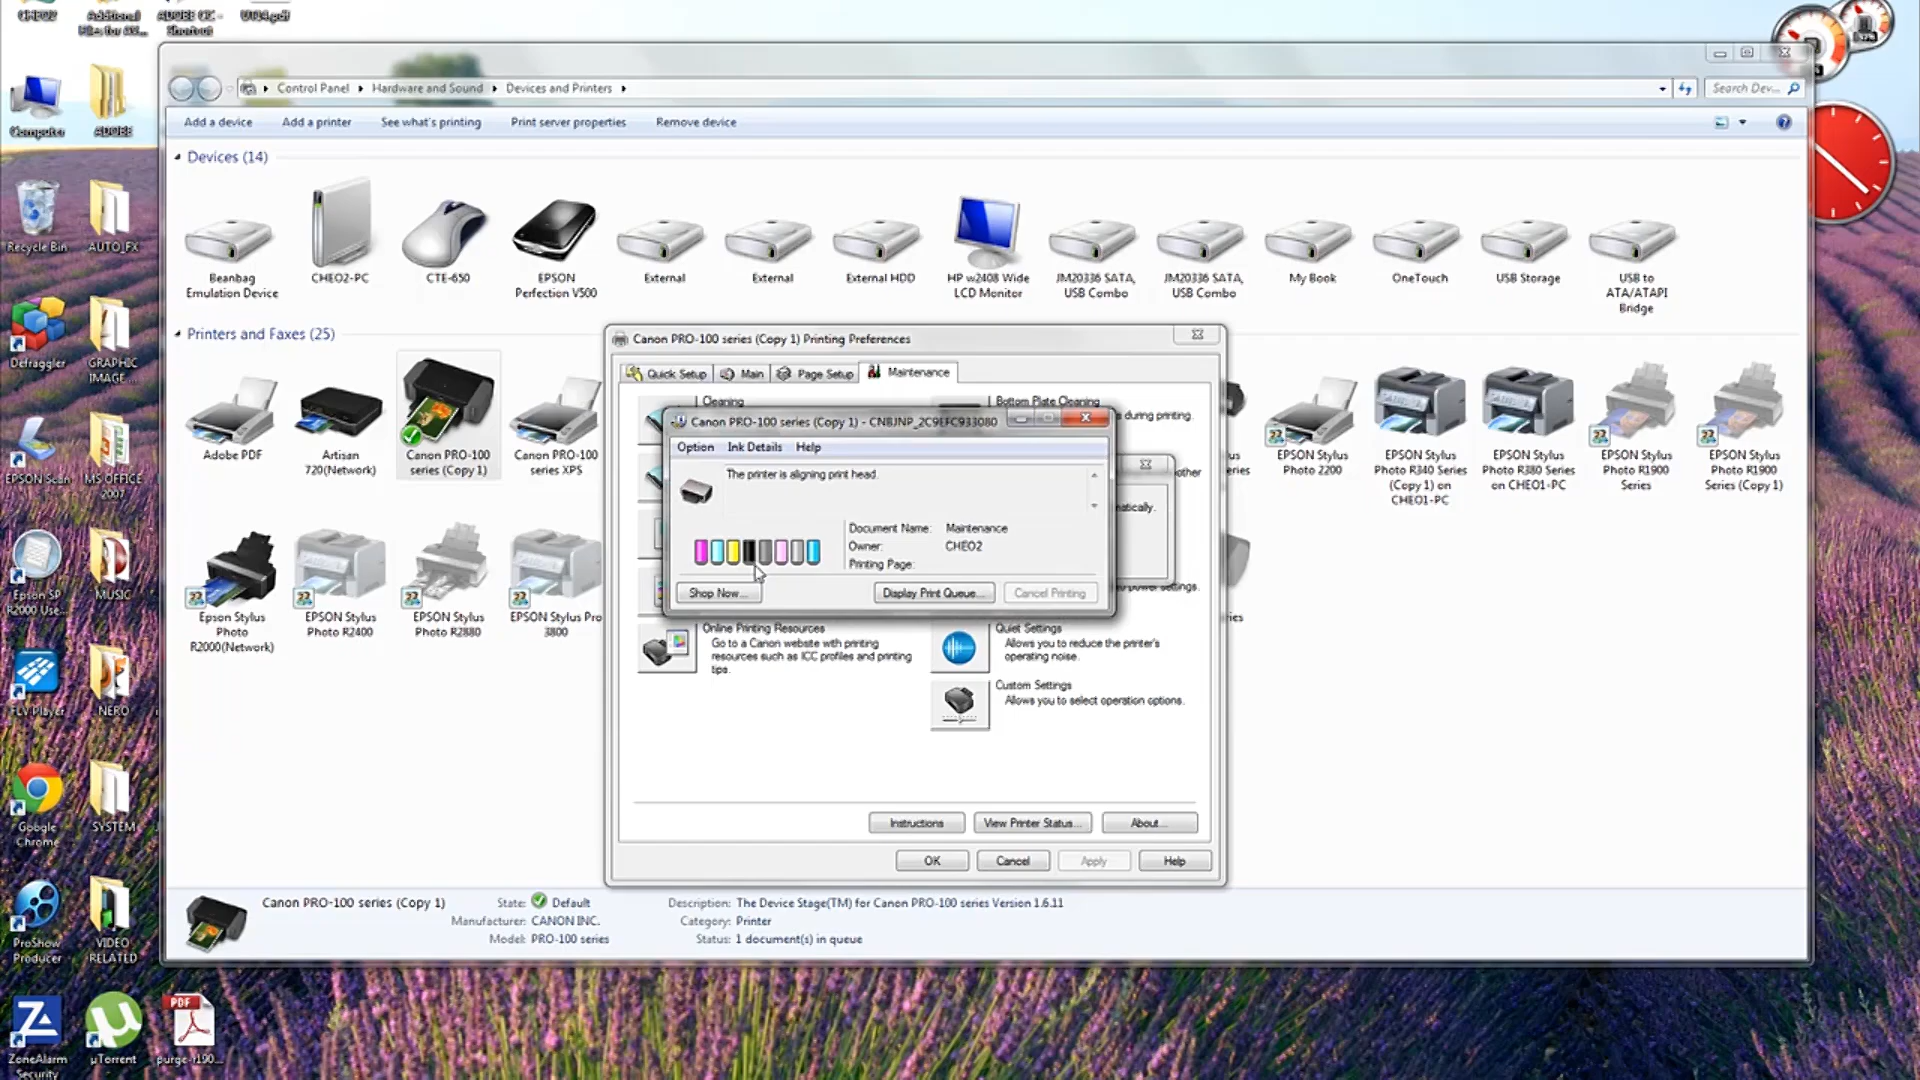 CHEO2
Additional
ADOBE CC -
Shortcut
Control Panel
Hardware and Sound
Devices and Printers
Search Dev...
Add a device
Add a printer
See what's printing
Print server properties
Remove device
Computer
ADOBE
Recycle Bin
AUTO_FX
Defraggler
GRAPHIC
IMAGE ...
EPSON Scan
MS OFFICE
2007
Epson SP
R2000 Use...
MUSIC
FLV Player
NERO
Google
Chrome
SYSTEM
ProShow
Producer
VIDEO
RELATED
ZoneAlarm
Security
µTorrent
PDF
purge-r190...
Devices (14)
Beanbag
Emulation Device
CHEO2-PC
CTE-650
EPSON
Perfection V500
External
External
External HDD
HP w2408 Wide
LCD Monitor
JM20336 SATA,
USB Combo
JM20336 SATA,
USB Combo
My Book
OneTouch
USB Storage
USB to
ATA/ATAPI
Bridge
Printers and Faxes (25)
Adobe PDF
Artisan
720(Network)
Canon PRO-100
series (Copy 1)
Canon PRO-100
series XPS
EPSON Stylus
Photo 2200
EPSON Stylus
Photo R340 Series
(Copy 1) on
CHEO1-PC
EPSON Stylus
Photo R380 Series
on CHEO1-PC
EPSON Stylus
Photo R1900
Series
EPSON Stylus
Photo R1900
Series (Copy 1)
Epson Stylus
Photo
R2000(Network)
EPSON Stylus
Photo R2400
EPSON Stylus
Photo R2880
EPSON Stylus Pro
3800
Canon PRO-100 series (Copy 1) Printing Preferences
Quick Setup
Main
Page Setup
Maintenance
Cleaning
Bottom Plate Cleaning
during printing.
Canon PRO-100 series (Copy 1) - CNBJNP_2C9EFC933080
Option
Ink Details
Help
The printer is aligning print head.
Document Name: Maintenance
Owner: CHEO2
Printing Page:
Shop Now...
Display Print Queue...
Cancel Printing
other
matically.
power settings.
Online Printing Resources
Go to a Canon website with printing
resources such as ICC profiles and printing
tips.
Quiet Settings
Allows you to reduce the printer's
operating noise.
Custom Settings
Allows you to select operation options.
Instructions
View Printer Status...
About...
OK
Cancel
Apply
Help
Canon PRO-100 series (Copy 1)
State: Default
Manufacturer: CANON INC.
Model: PRO-100 series
Description: The Device Stage(TM) for Canon PRO-100 series Version 1.6.11
Category: Printer
Status: 1 document(s) in queue